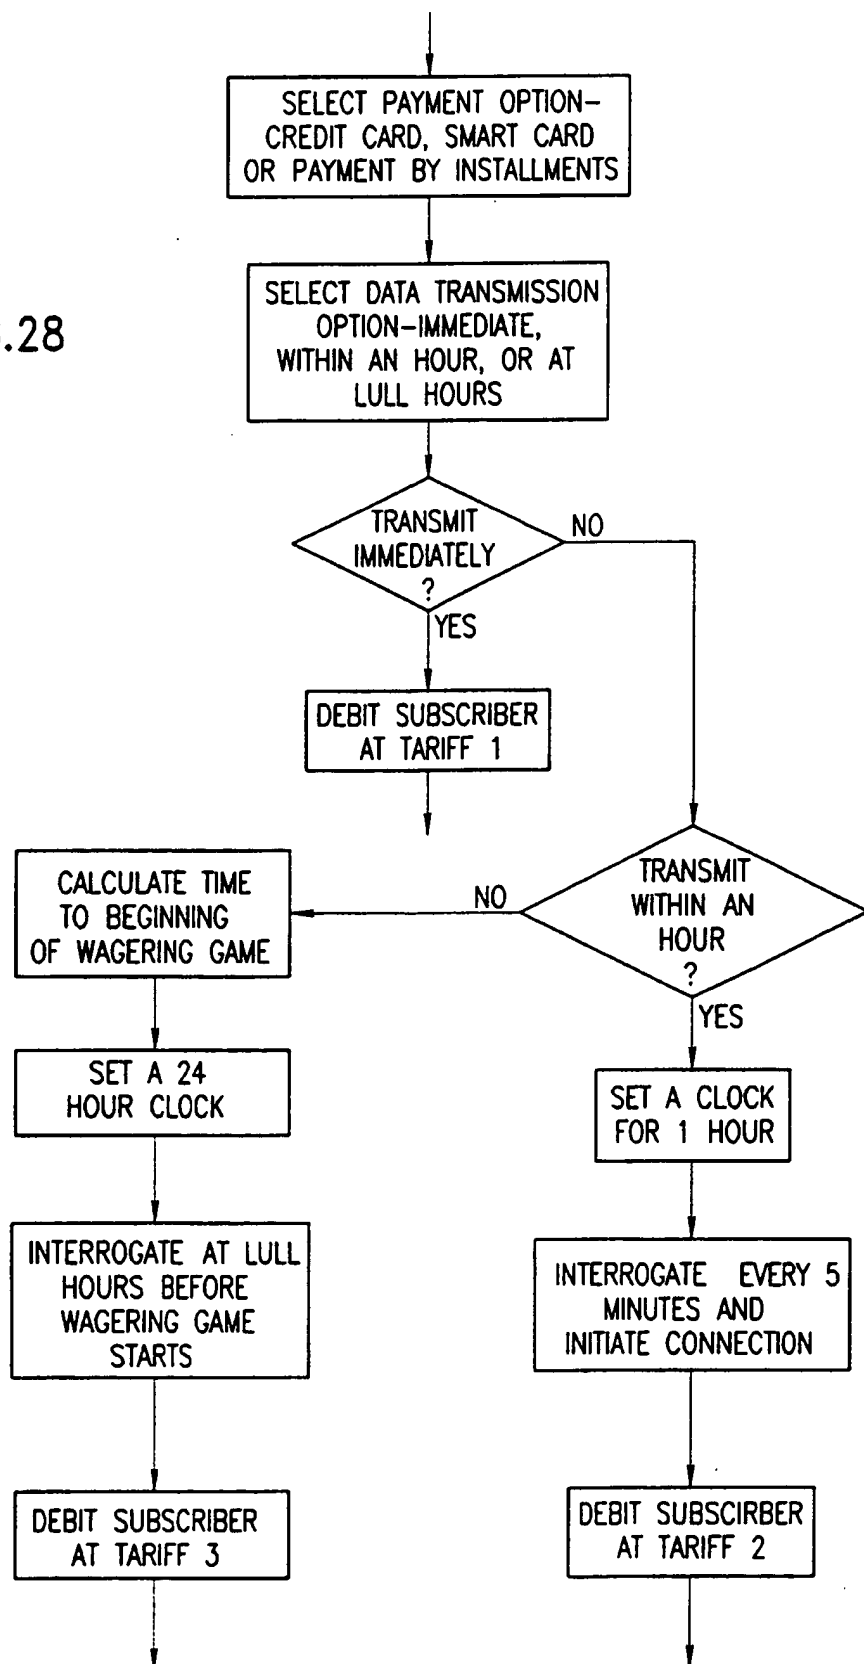 SELECT PAYMENT OPTION-
CREDIT CARD, SMART CARD
OR PAYMENT BY INSTALLMENTS
.28
SELECT DATA TRANSMISSION
OPTION-IMMEDIATE,
WITHIN AN HOUR, OR AT
LULL HOURS
TRANSMIT
IMMEDIATELY
?
NO
YES
DEBIT SUBSCRIBER
AT TARIFF 1
TRANSMIT
WITHIN AN
HOUR
?
NO
YES
CALCULATE TIME
TO BEGINNING
OF WAGERING GAME
SET A 24
HOUR CLOCK
INTERROGATE AT LULL
HOURS BEFORE
WAGERING GAME
STARTS
DEBIT SUBSCRIBER
AT TARIFF 3
SET A CLOCK
FOR 1 HOUR
INTERROGATE EVERY 5
MINUTES AND
INITIATE CONNECTION
DEBIT SUBSCIRBER
AT TARIFF 2